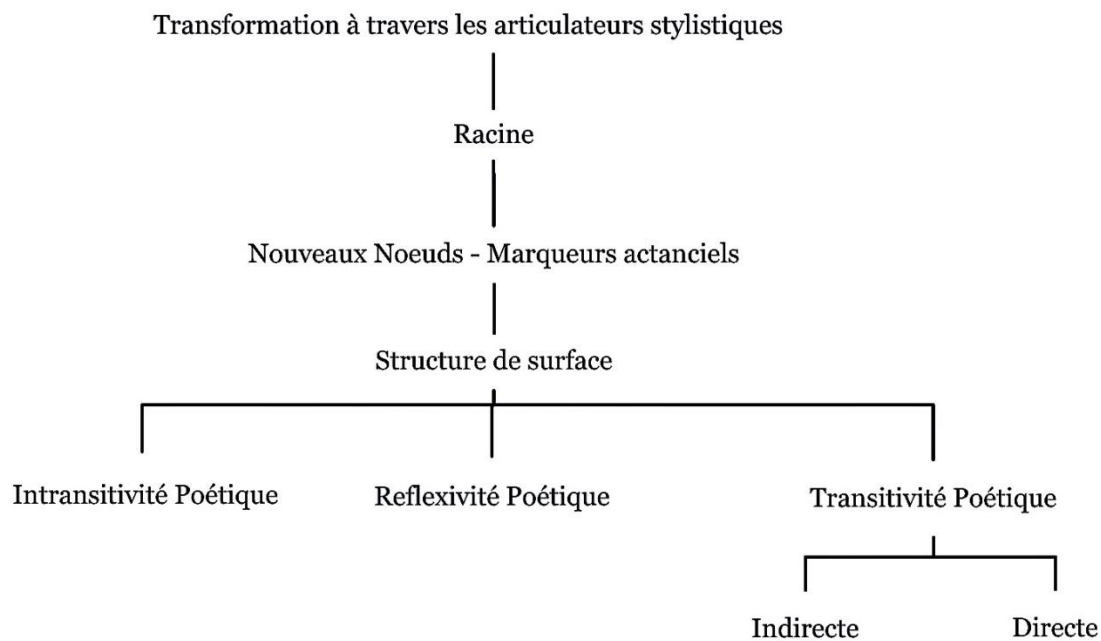 Transformation à travers les articulateurs stylistiques
Racine
Nouveaux Noeuds - Marqueurs actanciels
Structure de surface
Intransitivité Poétique
Reflexivité Poétique
Transitivité Poétique
Indirecte
Directe